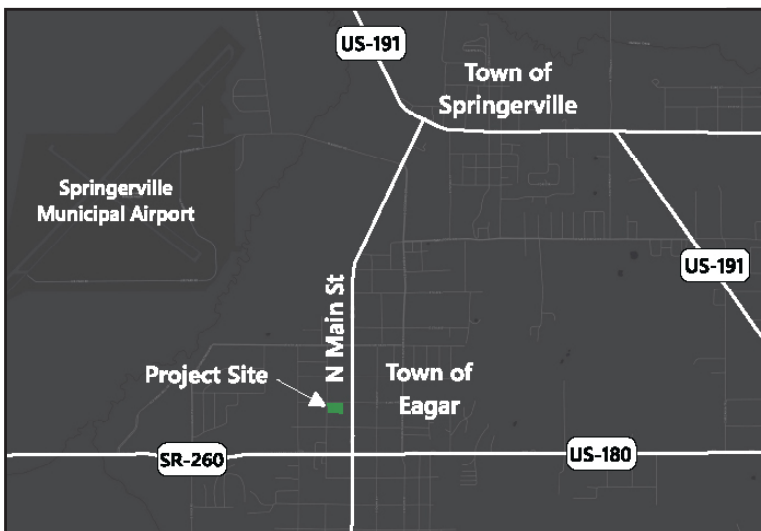 US-191
Town of
Springerville
Springerville
Municipal Airport
US-191
N Main St
Project Site
Town of
Eagar
SR-260
US-180